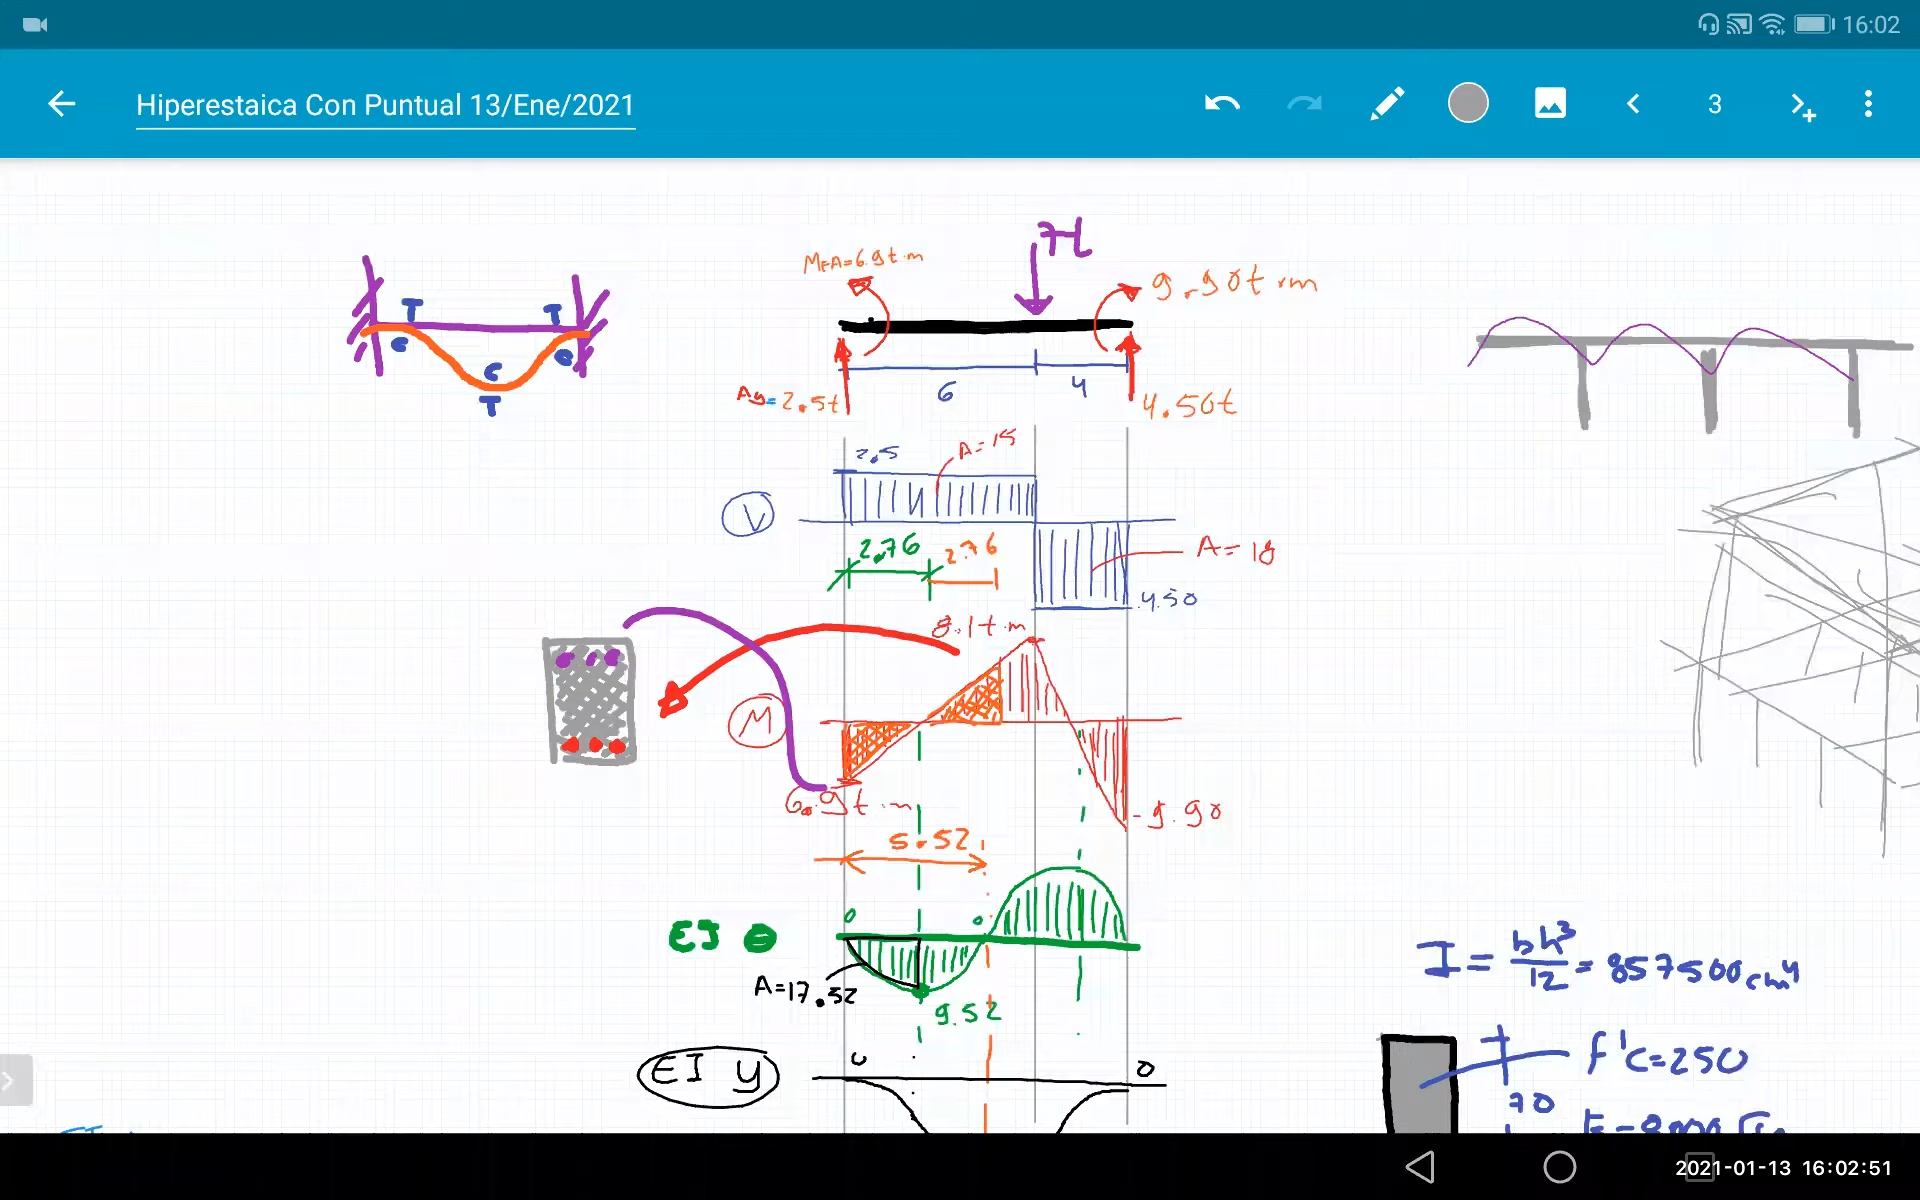 16:02
Hiperestaica Con Puntual 13/Ene/2021
3
7t
MEA=6.9t.m
9.90t.m
T T
C C
C
T
6 4
Ay=2.5t
4.50t
2.5
A=15
V
2.76 2.76
A=18
4.50
8.1t.m
M
6.9t.m
-9.90
5.52
0 0
EI θ
A=17.52
9.52
I = bh³/12 = 857500cm4
EI y
0 0
f'c=250
70
2021-01-13 16:02:51